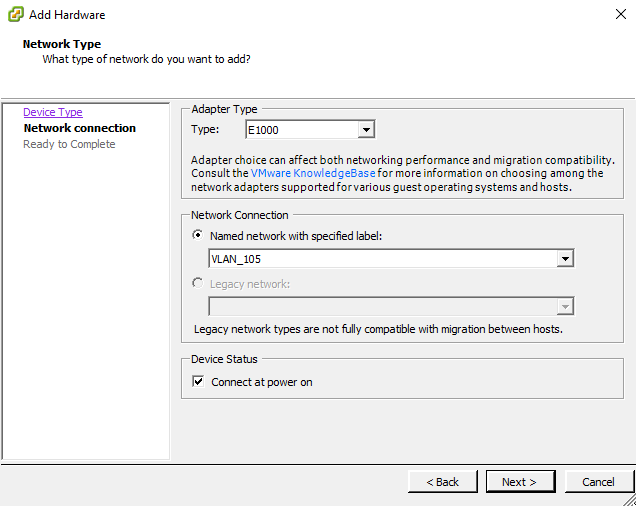 Add Hardware
Network Type
What type of network do you want to add?
Device Type
Network connection
Ready to Complete
Adapter Type
Type: E1000
Adapter choice can affect both networking performance and migration compatibility.
Consult the VMware KnowledgeBase for more information on choosing among the
network adapters supported for various guest operating systems and hosts.
Network Connection
Named network with specified label:
VLAN_105
Legacy network:
Legacy network types are not fully compatible with migration between hosts.
Device Status
Connect at power on
< Back Next > Cancel